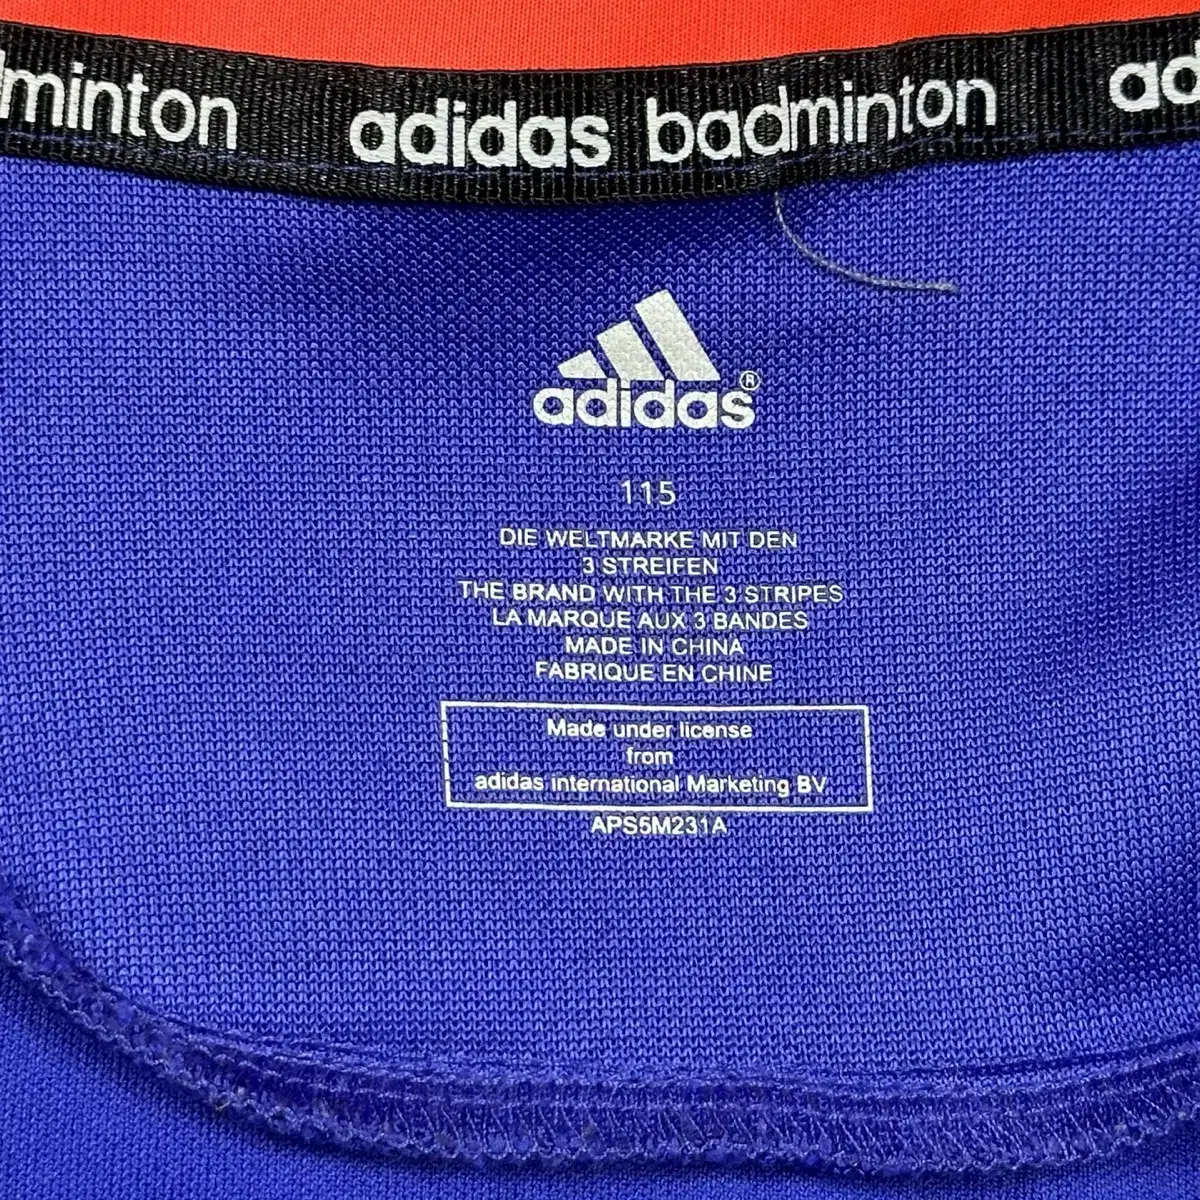 minton adidas badminton ad
adidas®
115
DIE WELTMARKE MIT DEN
3 STREIFEN
THE BRAND WITH THE 3 STRIPES
LA MARQUE AUX 3 BANDES
MADE IN CHINA
FABRIQUE EN CHINE
Made under license
from
adidas international Marketing BV
APS5M231A